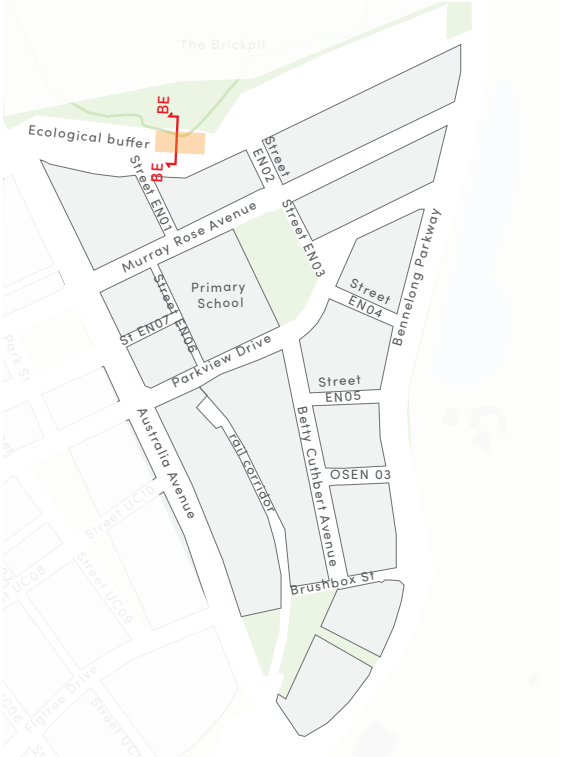 The Brickpit
BE
Ecological buffer
BE
Street EN01
Street
EN02
Murray Rose Avenue
Street EN03
Bennelong Parkway
Primary
School
Street
EN04
Street EN06
St EN07
Parkview Drive
Park St
Street
EN05
Australia Avenue
rail corridor
Betty Cuthbert Avenue
OSEN 03
Street UC10
Brushbox St
Street UC09
UC08
Figtree Drive
UC06